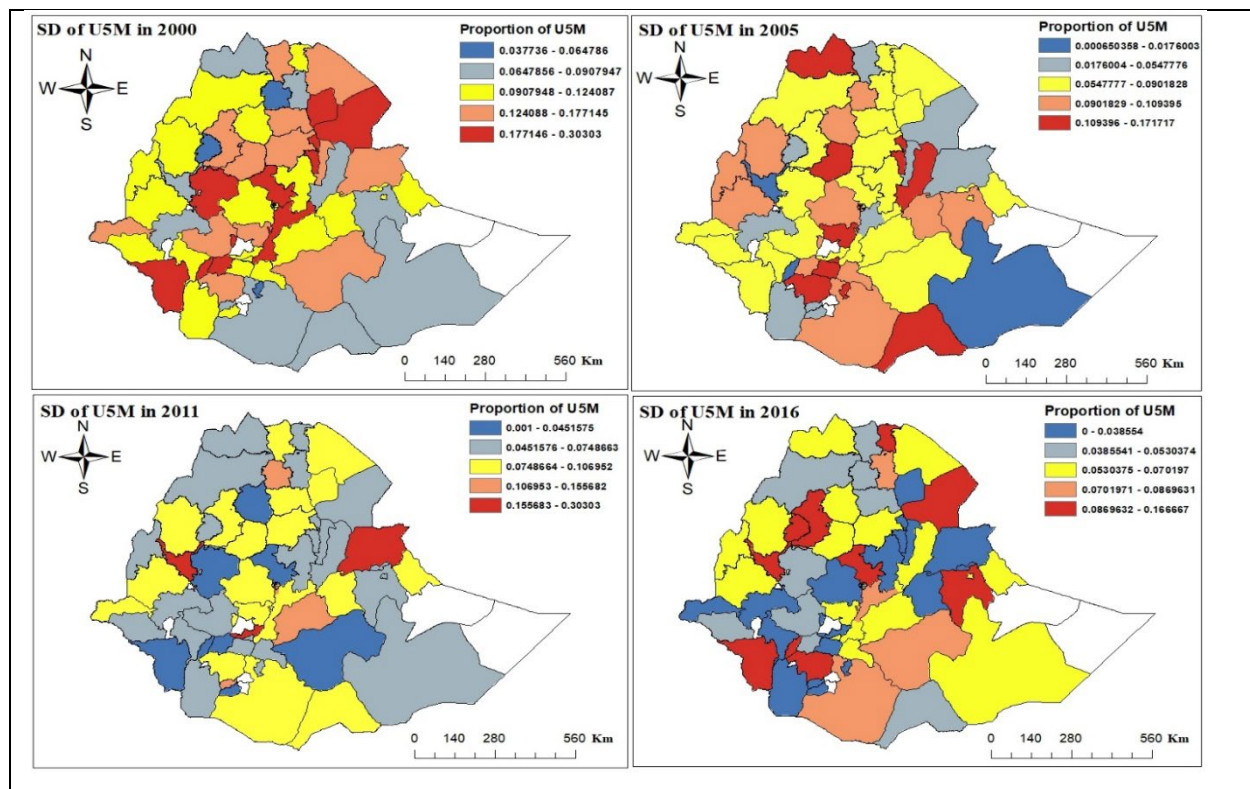 SD of U5M in 2000
N
W E
S
Proportion of U5M
0.037736 - 0.064786
0.0647856 - 0.0907947
0.0907948 - 0.124087
0.124088 - 0.177145
0.177146 - 0.30303
0 140 280 560 Km
SD of U5M in 2005
N
W E
S
Proportion of U5M
0.000650358 - 0.0176003
0.0176004 - 0.0547776
0.0547777 - 0.0901828
0.0901829 - 0.109395
0.109396 - 0.171717
0 140 280 560 Km
SD of U5M in 2011
N
W E
S
Proportion of U5M
0.001 - 0.0451575
0.0451576 - 0.0748663
0.0748664 - 0.106952
0.106953 - 0.155682
0.155683 - 0.30303
0 140 280 560 Km
SD of U5M in 2016
N
W E
S
Proportion of U5M
0 - 0.038554
0.0385541 - 0.0530374
0.0530375 - 0.070197
0.0701971 - 0.0869631
0.0869632 - 0.166667
0 140 280 560 Km